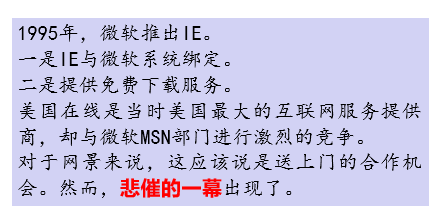 1995年，微软推出IE。
一是IE与微软系统绑定。
二是提供免费下载服务。
美国在线是当时美国最大的互联网服务提供
商，却与微软MSN部门进行激烈的竞争。
对于网景来说，这应该说是送上门的合作机
会。然而，悲催的一幕出现了。